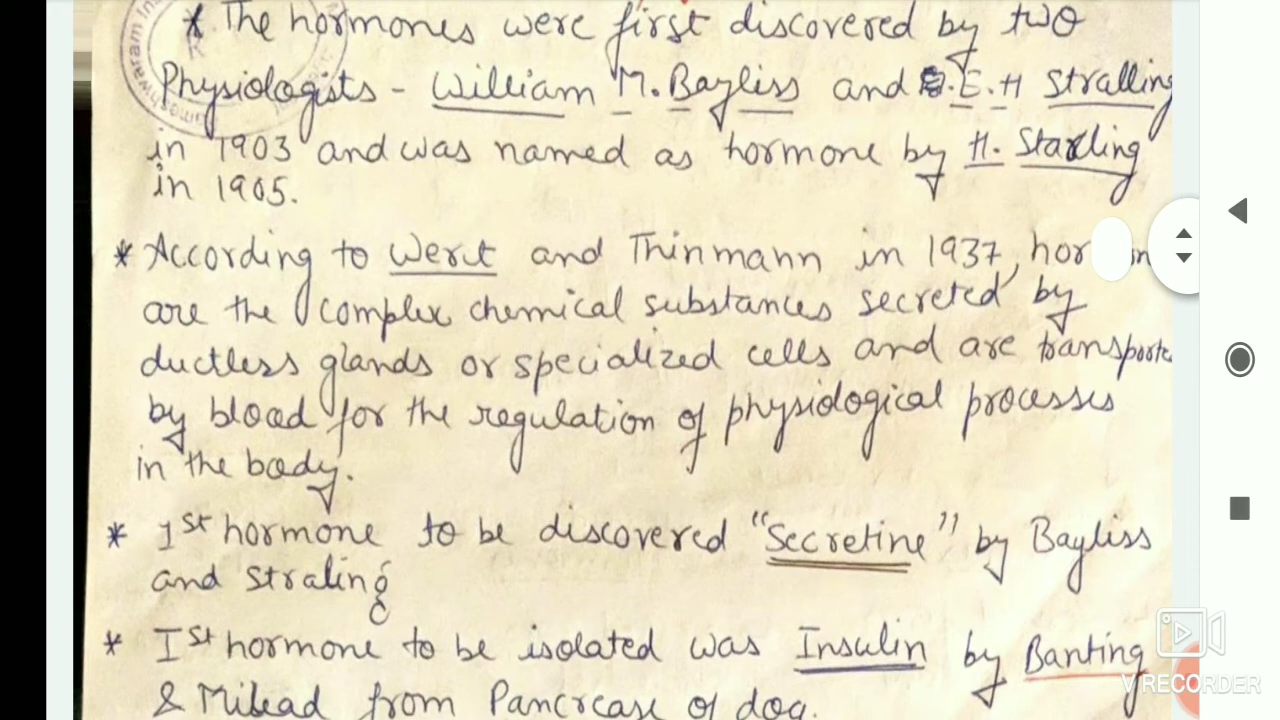 * The hormones were first discovered by two
Physiologists - William M. Bayliss and E. H Stralling
in 1903 and was named as hormone by H. Starling
in 1905.
* According to Wert and Thinmann in 1937, hor
are the complex chemical substances secreted by
ductless glands or specialized cells and are transporte
by blood for the regulation of physiological processes
in the body.
* 1st hormone to be discovered "Secretine" by Bayliss
and Straling
* Ist hormone to be isolated was Insulin by Banting
& from Pancrease of dog.
VRECORDER